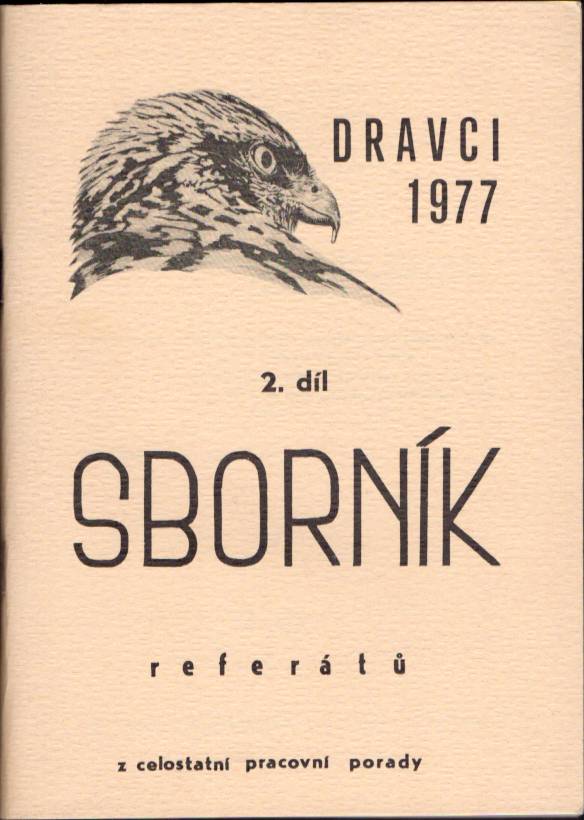 DRAVCI
1977
2. díl
SBORNÍK
referátů
z celostatní pracovní porady